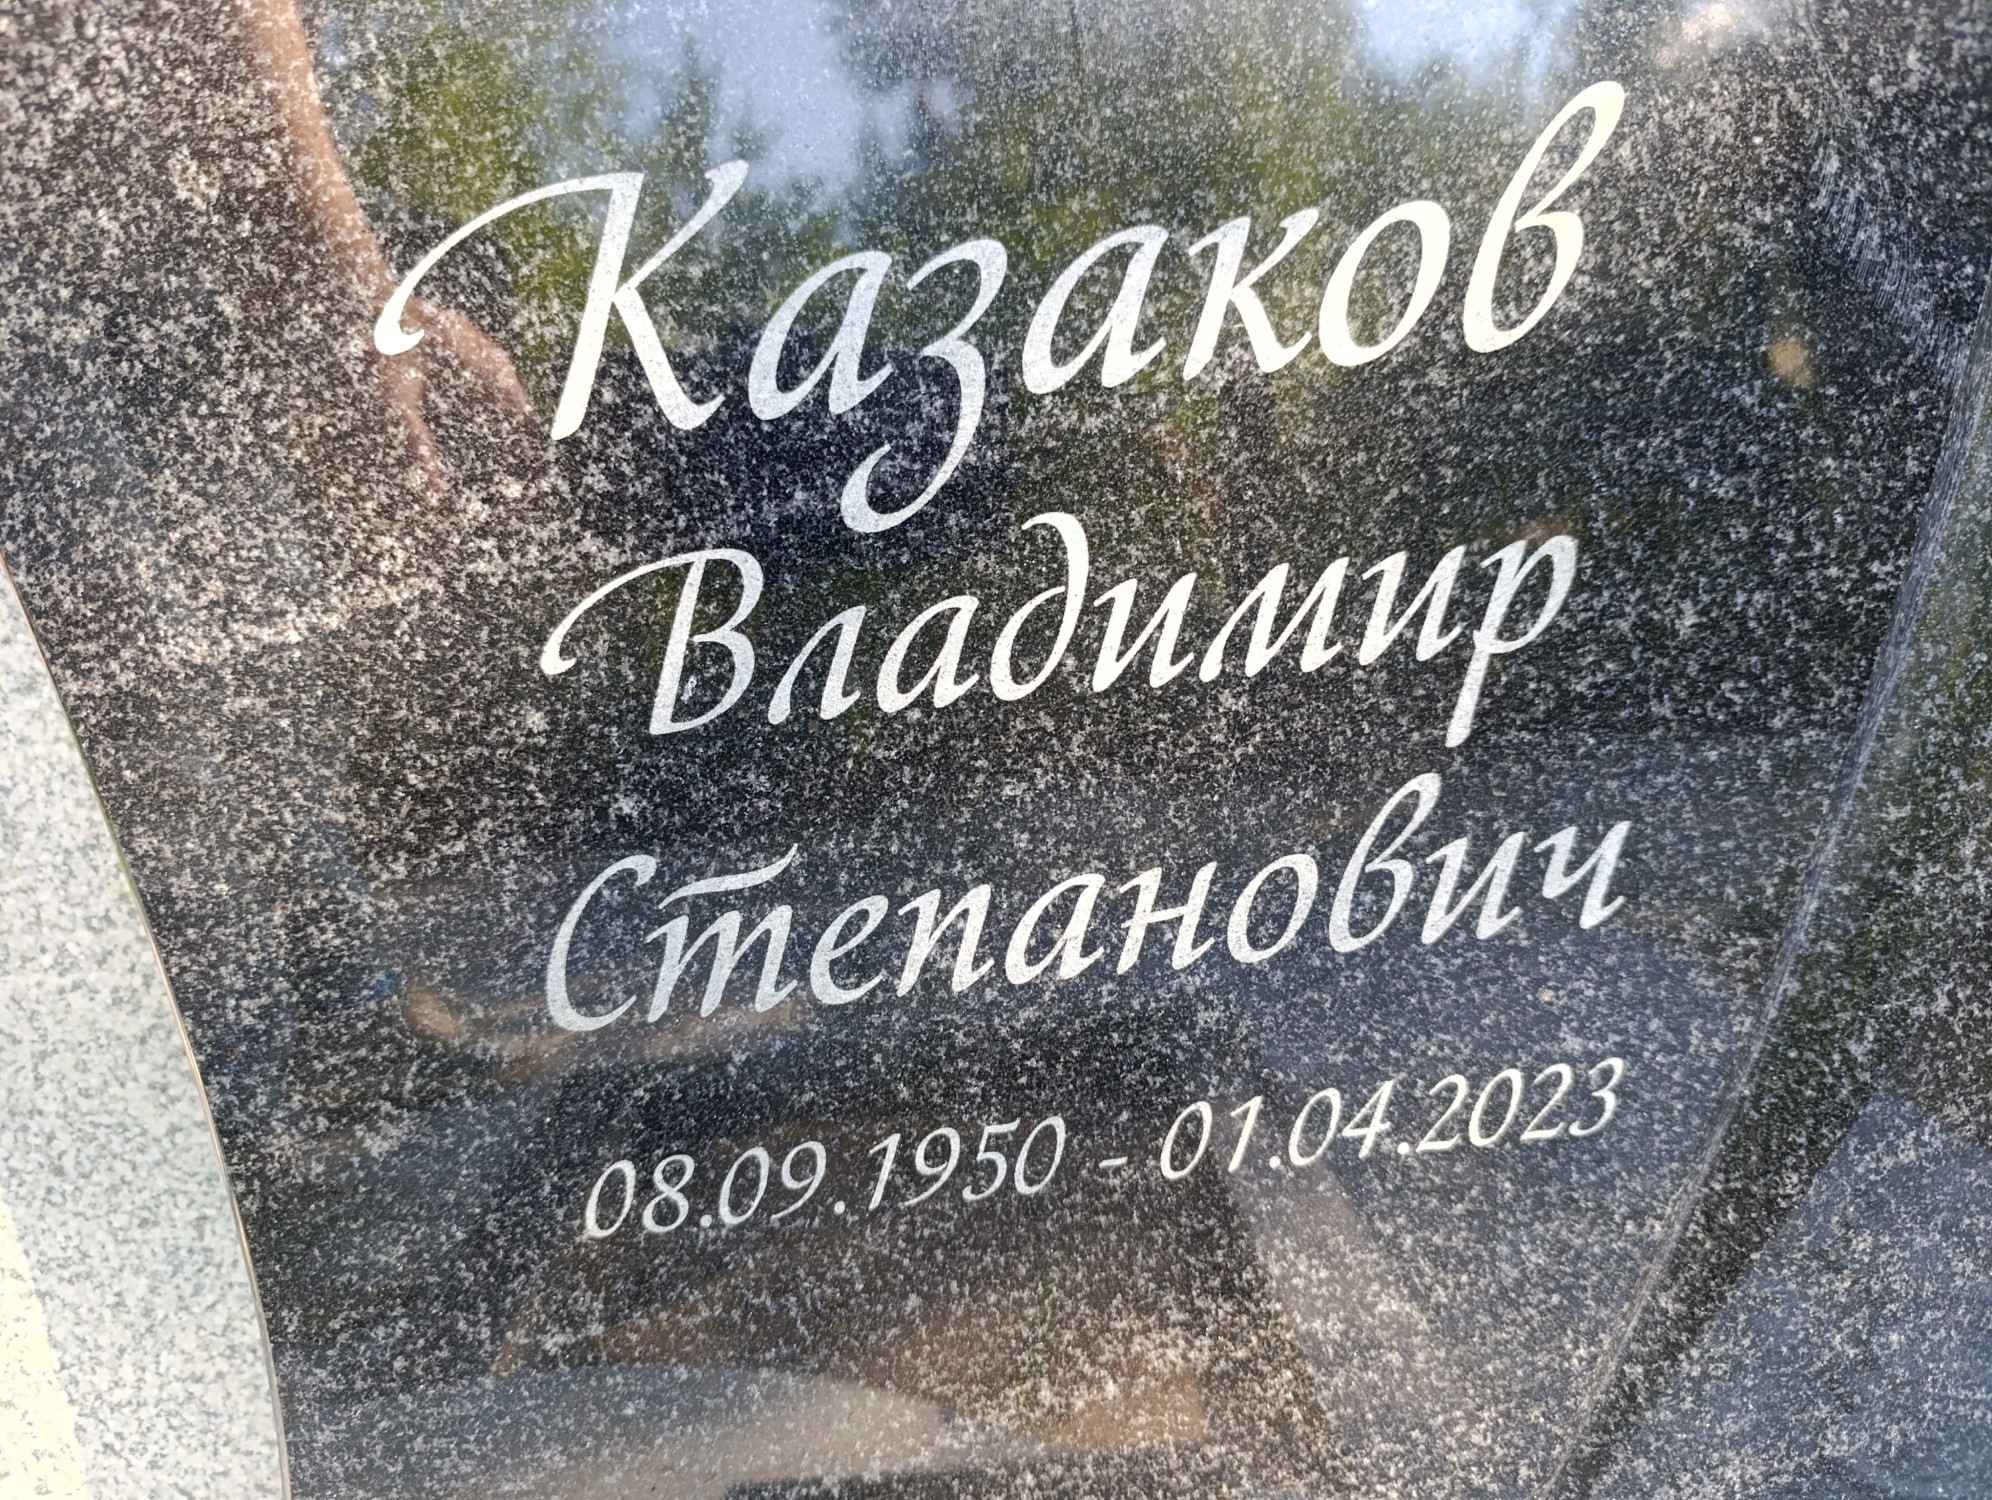 Казаков
Владимир
Степанович
08.09.1950 - 01.04.2023